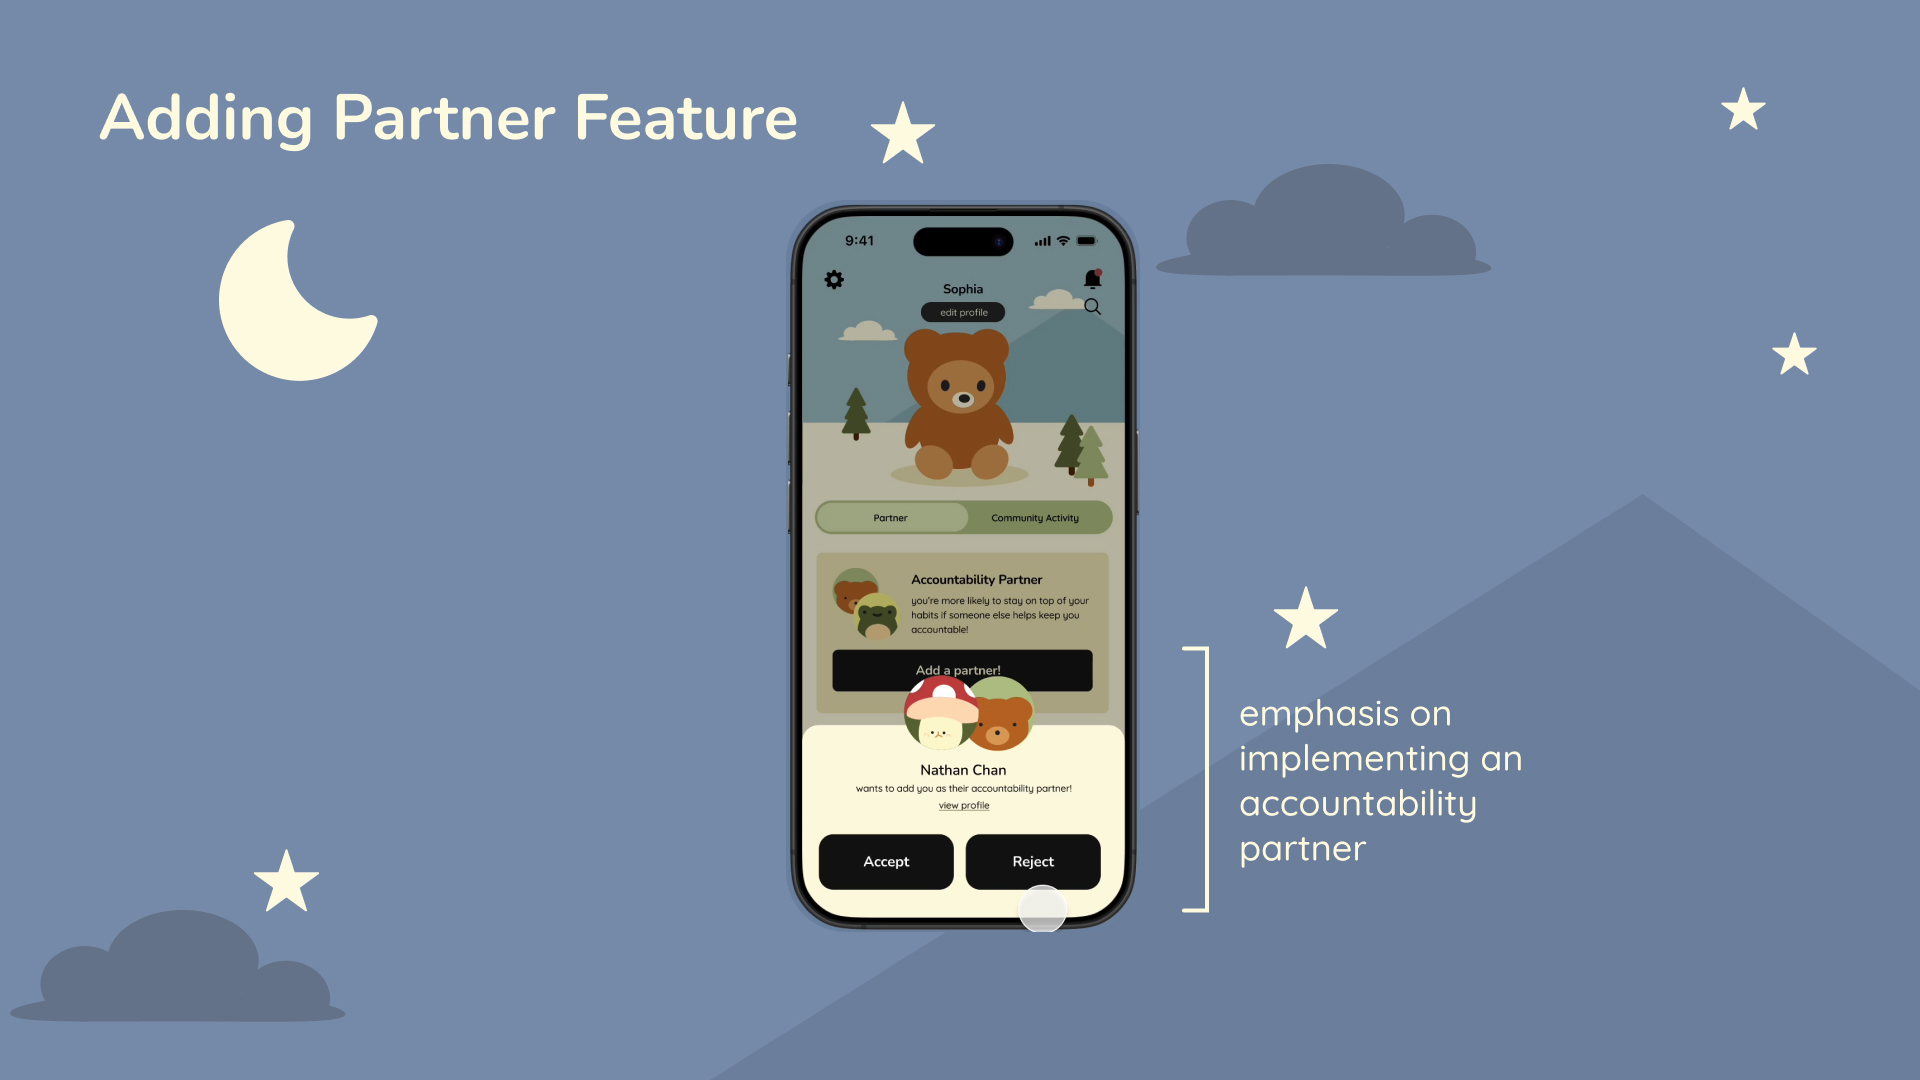 Adding Partner Feature
9:41
Sophia
edit profile
Partner
Community Activity
Accountability Partner
you're more likely to stay on top of your
habits if someone else helps keep you
accountable!
Add a partner!
Nathan Chan
wants to add you as their accountability partner!
view profile
Accept
Reject
emphasis on
implementing an
accountability
partner